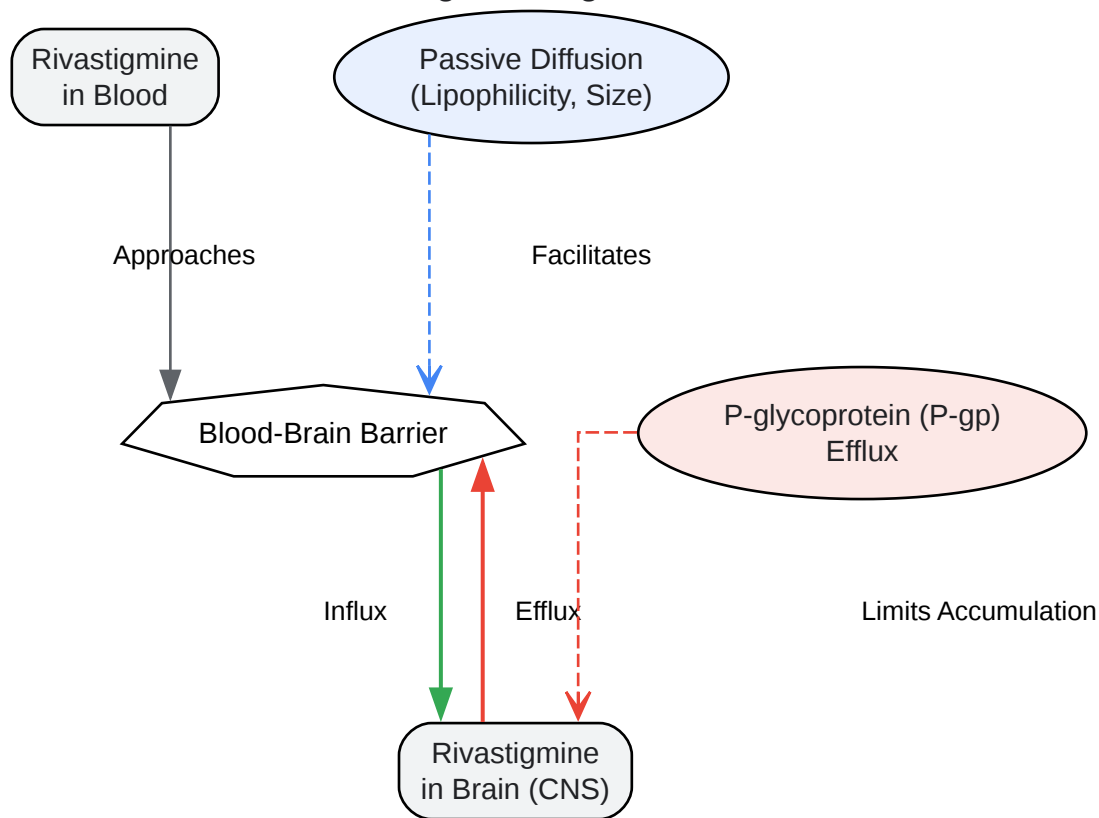 Rivastigmine
in Blood
Passive Diffusion
(Lipophilicity, Size)
Approaches
Facilitates
Blood-Brain Barrier
P-glycoprotein (P-gp)
Efflux
Influx
Efflux
Limits Accumulation
Rivastigmine
in Brain (CNS)